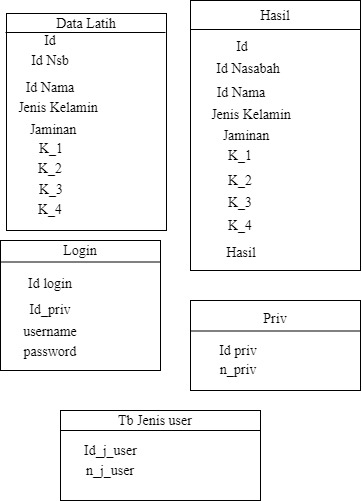 Data Latih
Id
Id Nsb
Id Nama
Jenis Kelamin
Jaminan
K_1
K_2
K_3
K_4
Hasil
Id
Id Nasabah
Id Nama
Jenis Kelamin
Jaminan
K_1
K_2
K_3
K_4
Hasil
Login
Id login
Id_priv
username
password
Priv
Id priv
n_priv
Tb Jenis user
Id_j_user
n_j_user